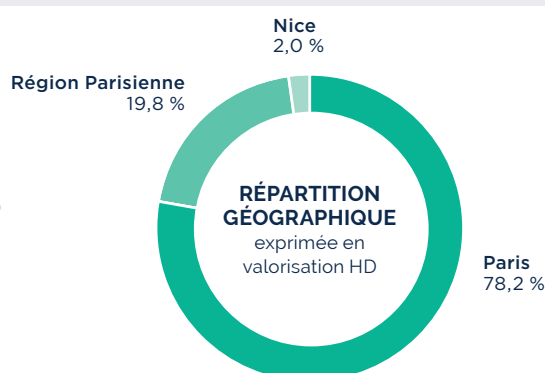 Nice
2,0 %
Région Parisienne
19,8 %
RÉPARTITION
GÉOGRAPHIQUE
exprimée en
valorisation HD
Paris
78,2 %